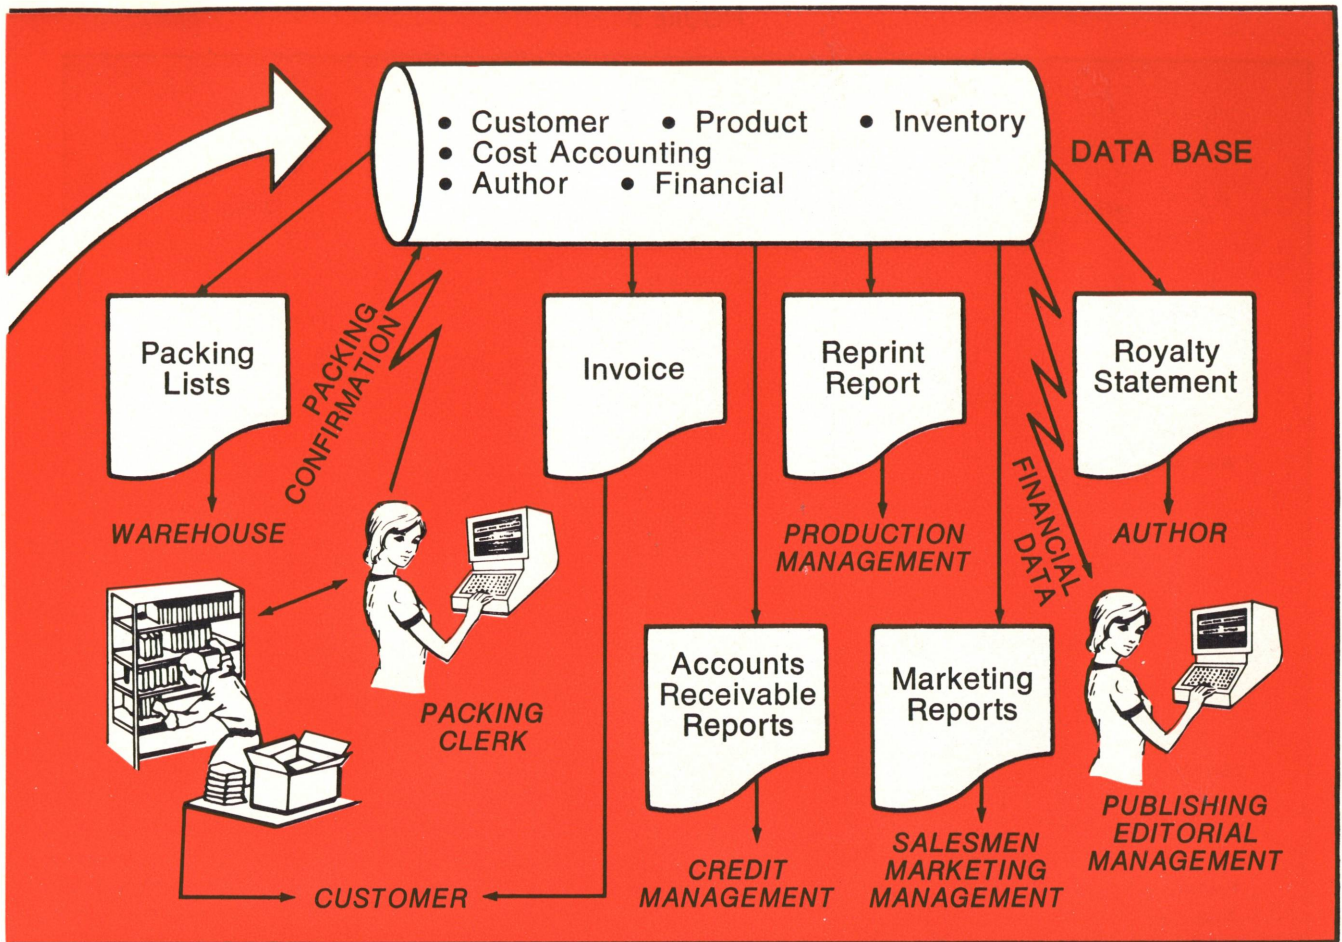 • Customer • Product • Inventory
• Cost Accounting
• Author • Financial
DATA BASE
Packing
Lists
PACKING
CONFIRMATION
Invoice
Reprint
Report
Royalty
Statement
FINANCIAL
DATA
WAREHOUSE
PRODUCTION
MANAGEMENT
AUTHOR
PACKING
CLERK
Accounts
Receivable
Reports
Marketing
Reports
PUBLISHING
EDITORIAL
MANAGEMENT
CREDIT
MANAGEMENT
SALESMEN
MARKETING
MANAGEMENT
CUSTOMER